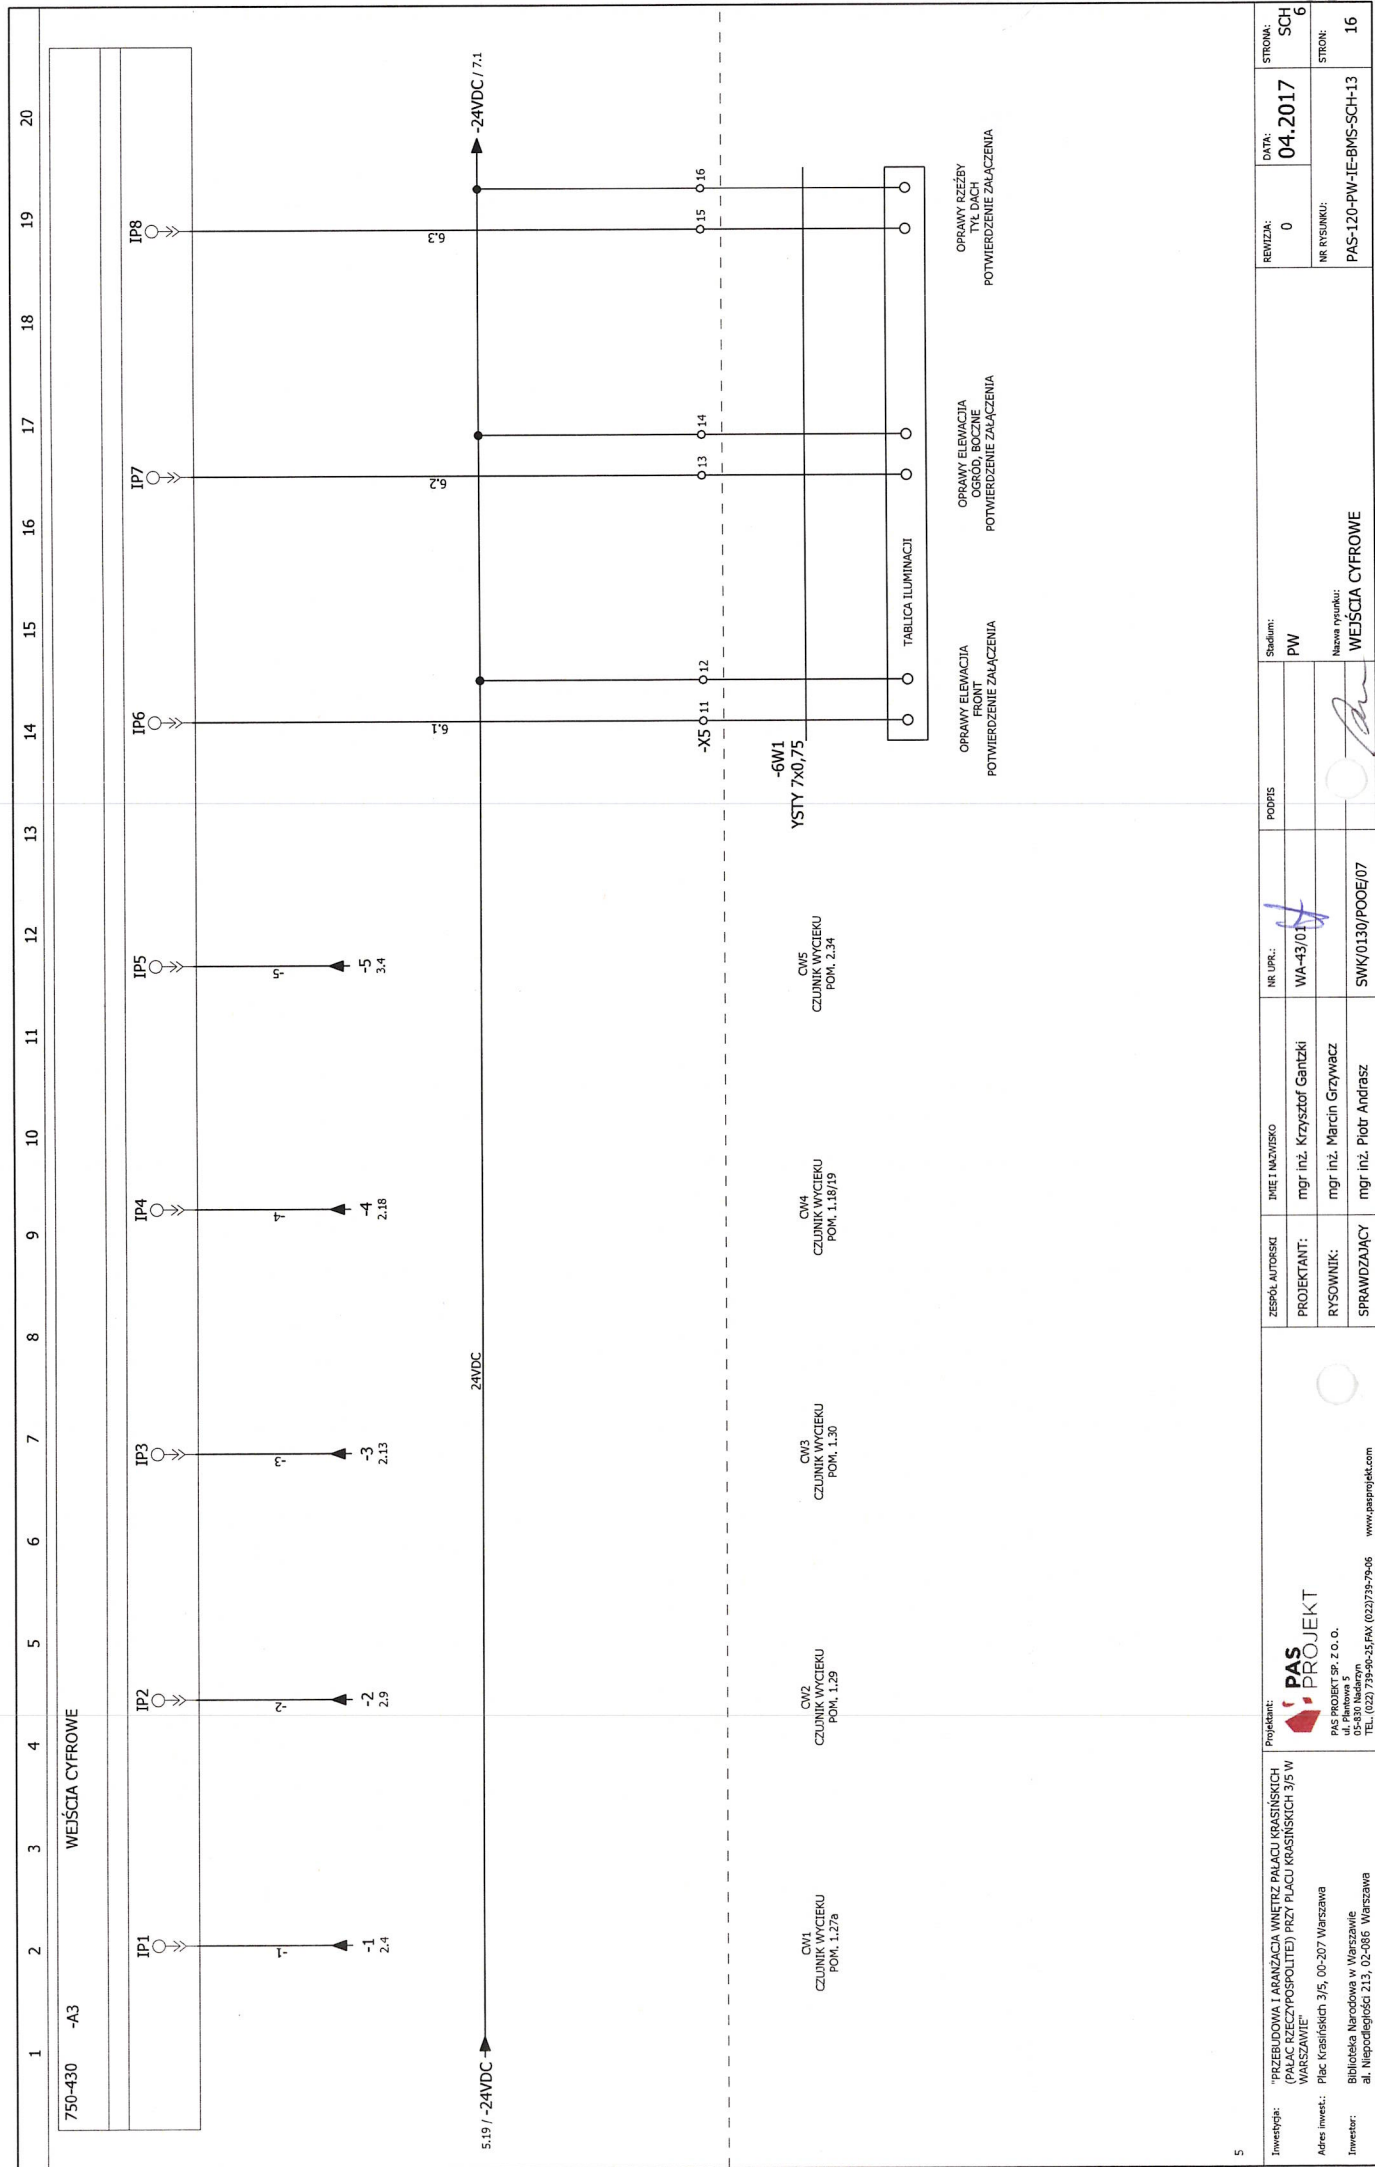 1 2 3 4 5 6 7 8 9 10 11 12 13 14 15 16 17 18 19 20
750-430 -A3 WEJŚCIA CYFROWE
IP1 IP2 IP3 IP4 IP5 IP6 IP7 IP8
-1 -2 -3 -4 -5 6.1 6.2 6.3
-1 -2 -3 -4 -5
2.4 2.9 2.13 2.18 3.4
5.19 / -24VDC 24VDC -24VDC / 7.1
-X5 11 12 13 14 15 16
-6W1
YSTY 7x0,75
TABLICA ILUMINACJI
CW1
CZUJNIK WYCIEKU
POM. 1.27a
CW2
CZUJNIK WYCIEKU
POM. 1.29
CW3
CZUJNIK WYCIEKU
POM. 1.30
CW4
CZUJNIK WYCIEKU
POM. 1.18/19
CW5
CZUJNIK WYCIEKU
POM. 2.34
OPRAWY ELEWACJIA
FRONT
POTWIERDZENIE ZAŁĄCZENIA
OPRAWY ELEWACJIA
OGRÓD, BOCZNE
POTWIERDZENIE ZAŁĄCZENIA
OPRAWY RZEŹBY
TYŁ DACH
POTWIERDZENIE ZAŁĄCZENIA
5
Inwestycja:
"PRZEBUDOWA I ARANŻACJA WNĘTRZ PAŁACU KRASIŃSKICH
(PAŁAC RZECZYPOSPOLITEJ) PRZY PLACU KRASIŃSKICH 3/5 W
WARSZAWIE"
Adres inwest.: Plac Krasińskich 3/5, 00-207 Warszawa
Inwestor: Biblioteka Narodowa w Warszawie
al. Niepodległości 213, 02-086 Warszawa
Projektant:
PAS
PROJEKT
PAS PROJEKT SP. Z O. O.
ul. Plantowa 5
05-830 Nadarzyn
TEL. (022) 739-90-25,FAX (022)739-79-06 www.pasprojekt.com
ZESPÓŁ AUTORSKI IMIĘ I NAZWISKO NR UPR.: PODPIS
PROJEKTANT: mgr inż. Krzysztof Gantzki WA-43/01
RYSOWNIK: mgr inż. Marcin Grzywacz
SPRAWDZAJĄCY mgr inż. Piotr Andrasz SWK/0130/POOE/07
Stadium:
PW
Nazwa rysunku:
WEJŚCIA CYFROWE
REWIZJA:
0
DATA:
04.2017
STRONA:
SCH
6
NR RYSUNKU:
PAS-120-PW-IE-BMS-SCH-13
STRON:
16